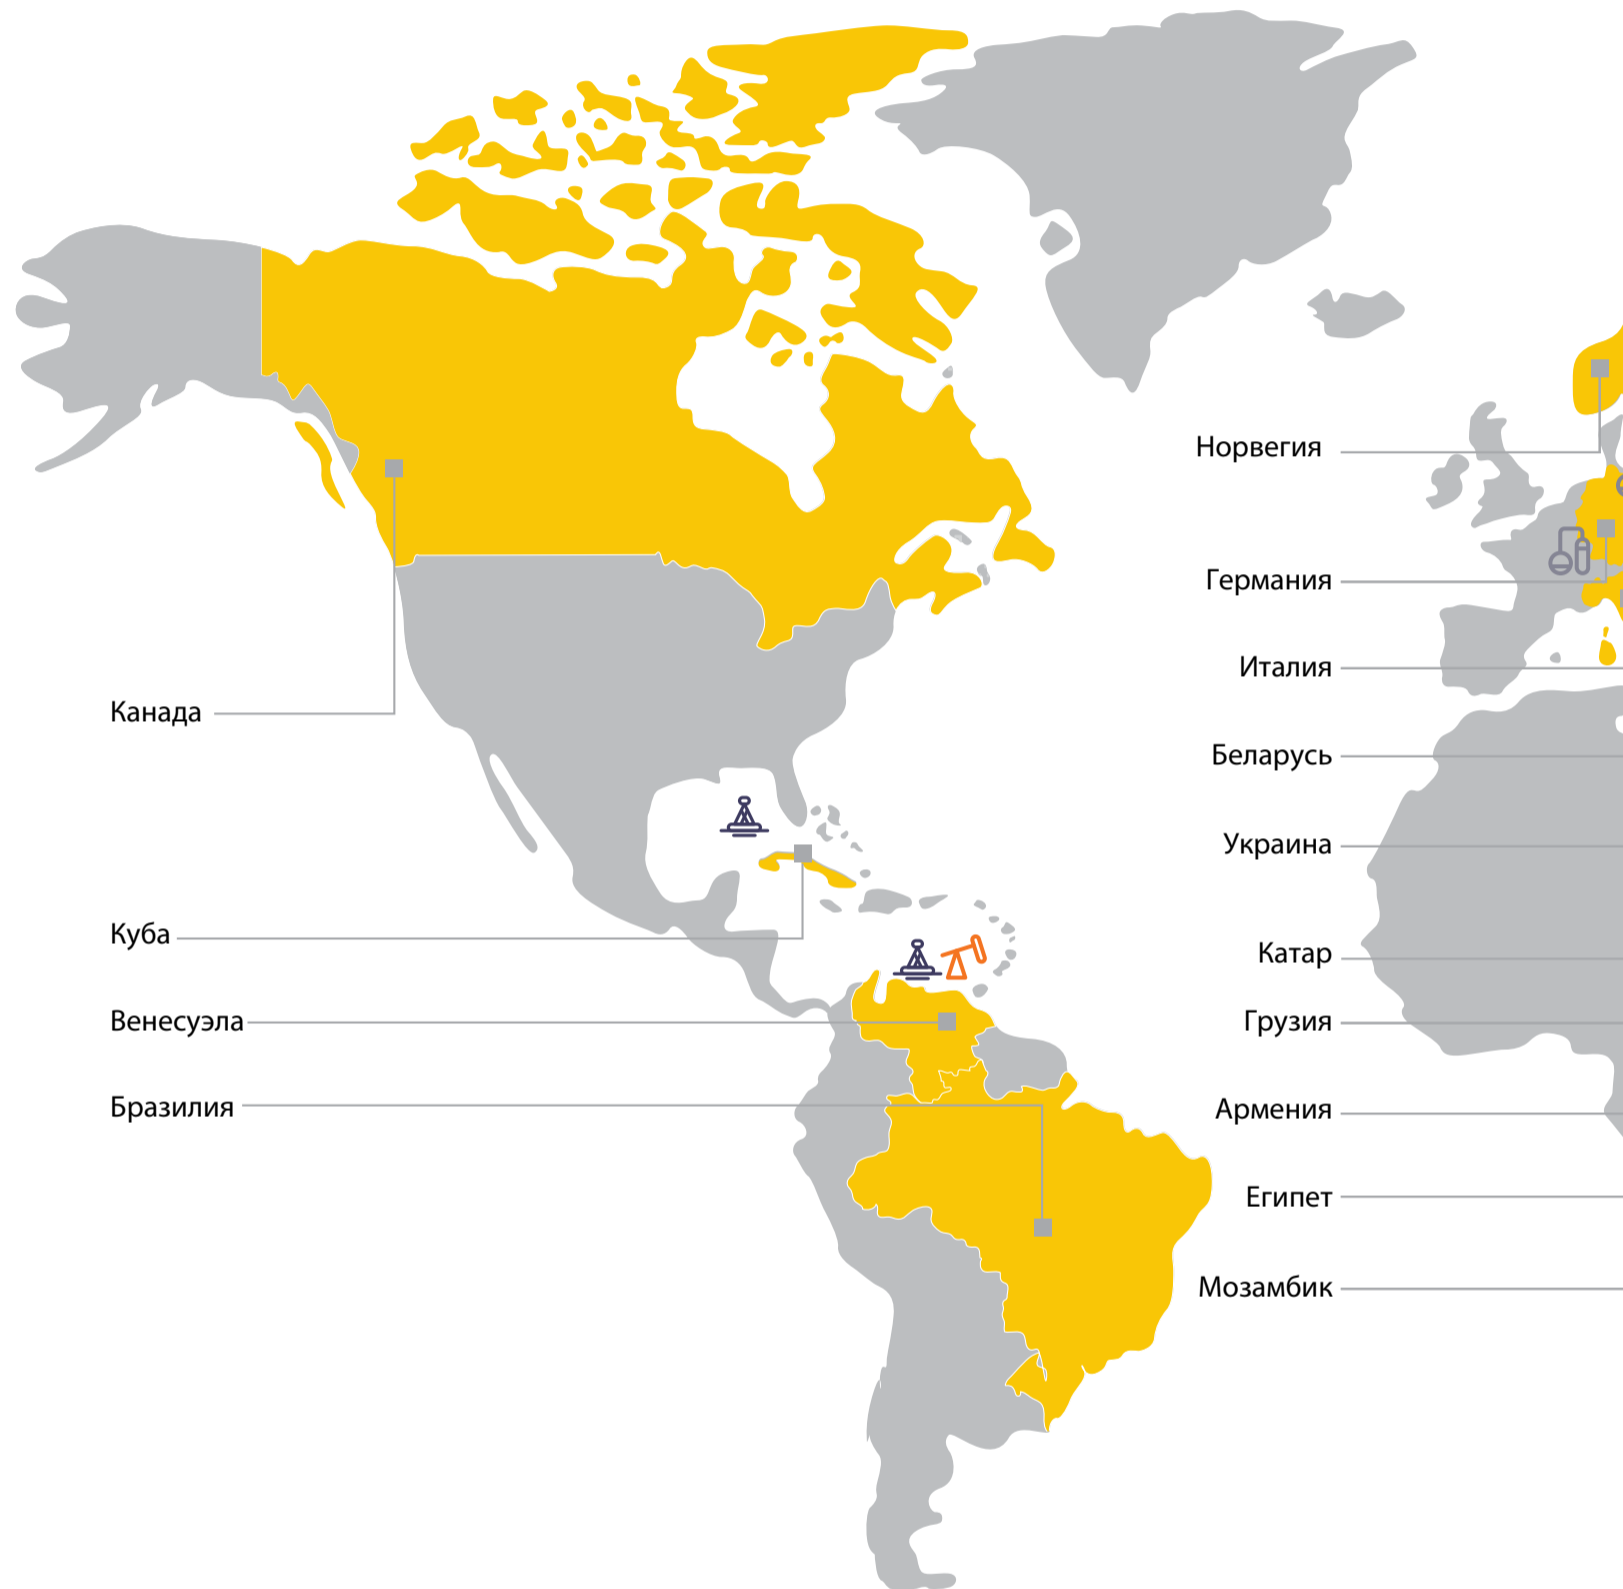 Канада
Куба
Венесуэла
Бразилия
Норвегия
Германия
Италия
Беларусь
Украина
Катар
Грузия
Армения
Египет
Мозамбик